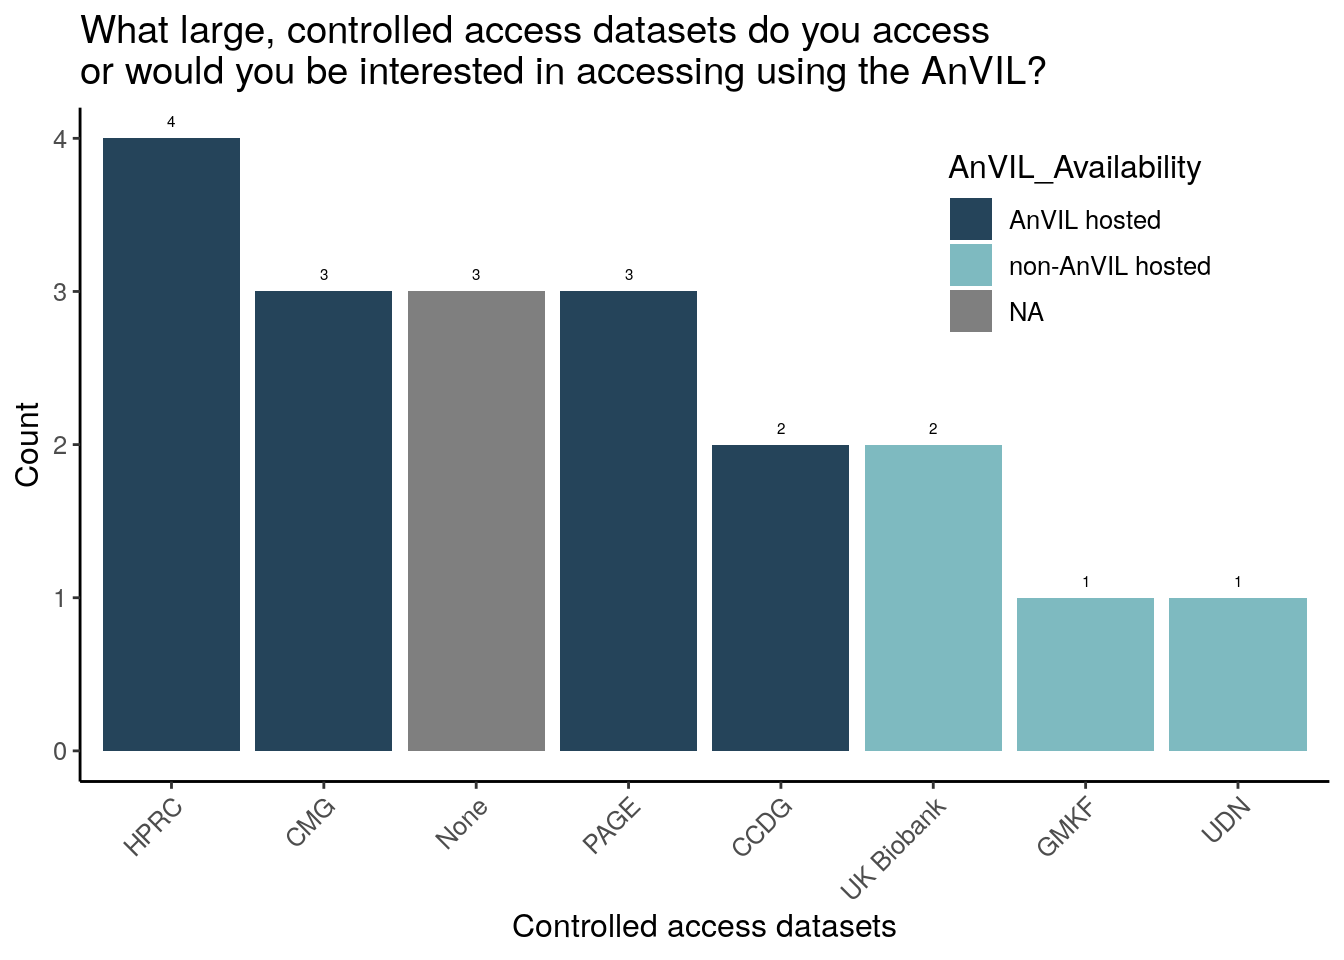 What large, controlled access datasets do you access
or would you be interested in accessing using the AnVIL?
4
3
3
3
2
2
1
1
AnVIL_Availability
AnVIL hosted
non-AnVIL hosted
NA
Count
4
3
2
1
0
HPRC
CMG
None
PAGE
CCDG
UK Biobank
GMKF
UDN
Controlled access datasets